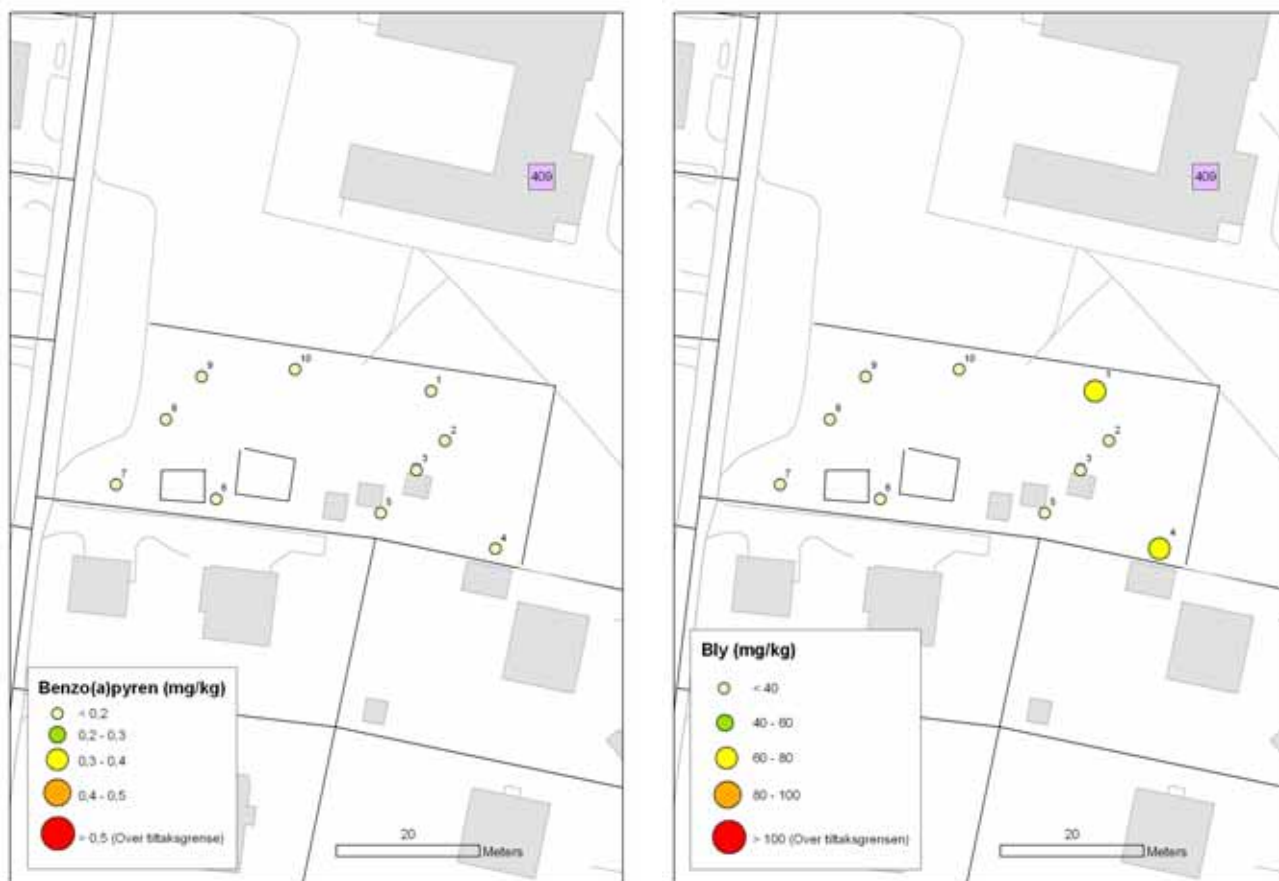 409
10
9
1
8
2
3
7
6
5
4
Benzo(a)pyren (mg/kg)
< 0,2
0,2 - 0,3
0,3 - 0,4
0,4 - 0,5
> 0,5 (Over tiltaksgrense)
20
Meters
409
10
9
1
8
2
3
7
6
5
4
Bly (mg/kg)
< 40
40 - 60
60 - 80
80 - 100
> 100 (Over tiltaksgrensen)
20
Meters